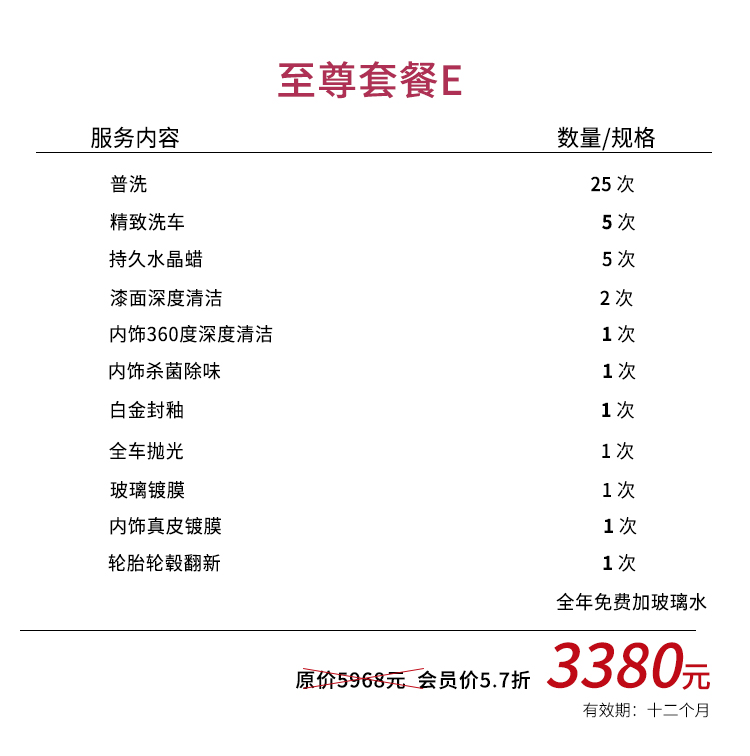 至尊套餐E
服务内容 数量/规格
普洗 25 次
精致洗车 5 次
持久水晶蜡 5 次
漆面深度清洁 2 次
内饰360度深度清洁 1 次
内饰杀菌除味 1 次
白金封釉 1 次
全车抛光 1 次
玻璃镀膜 1 次
内饰真皮镀膜 1 次
轮胎轮毂翻新 1 次
全年免费加玻璃水
原价5968元 会员价5.7折 3380元
有效期：十二个月